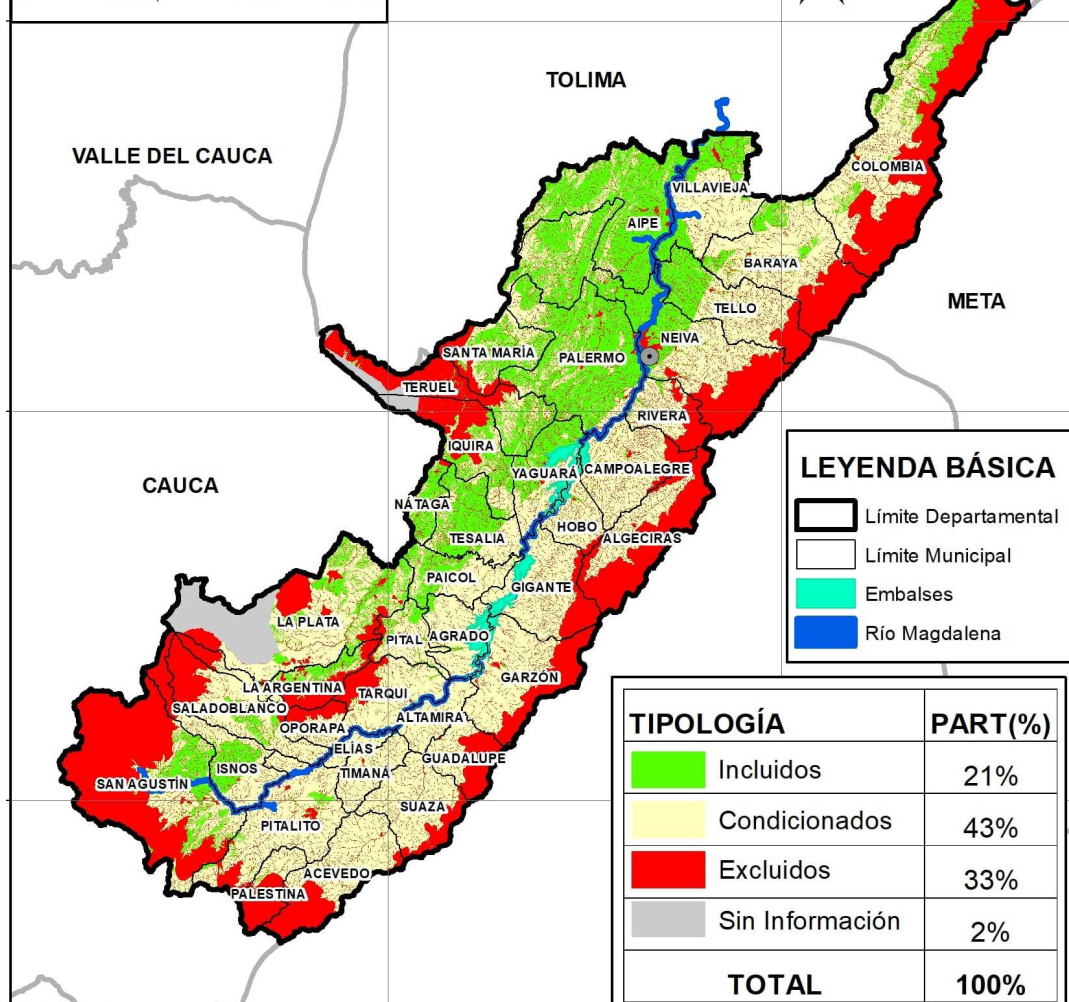 TOLIMA
VALLE DEL CAUCA
COLOMBIA
VILLAVIEJA
AIPE
BARAYA
META
TELLO
NEIVA
SANTA MARÍA
PALERMO
TERUEL
RIVERA
IQUIRA
YAGUARÁ
CAMPOALEGRE
CAUCA
NÁTAGA
HOBO
TESALIA
ALGECIRAS
PAICOL
GIGANTE
LA PLATA
PITAL
AGRADO
GARZÓN
LA ARGENTINA
TARQUI
SALADOBLANCO
ALTAMIRA
OPORAPA
ELÍAS
GUADALUPE
ISNOS
TIMANÁ
SAN AGUSTÍN
SUAZA
PITALITO
ACEVEDO
PALESTINA
LEYENDA BÁSICA
Límite Departamental
Límite Municipal
Embalses
Río Magdalena
TIPOLOGÍA PART(%)
Incluidos 21%
Condicionados 43%
Excluidos 33%
Sin Información 2%
TOTAL 100%